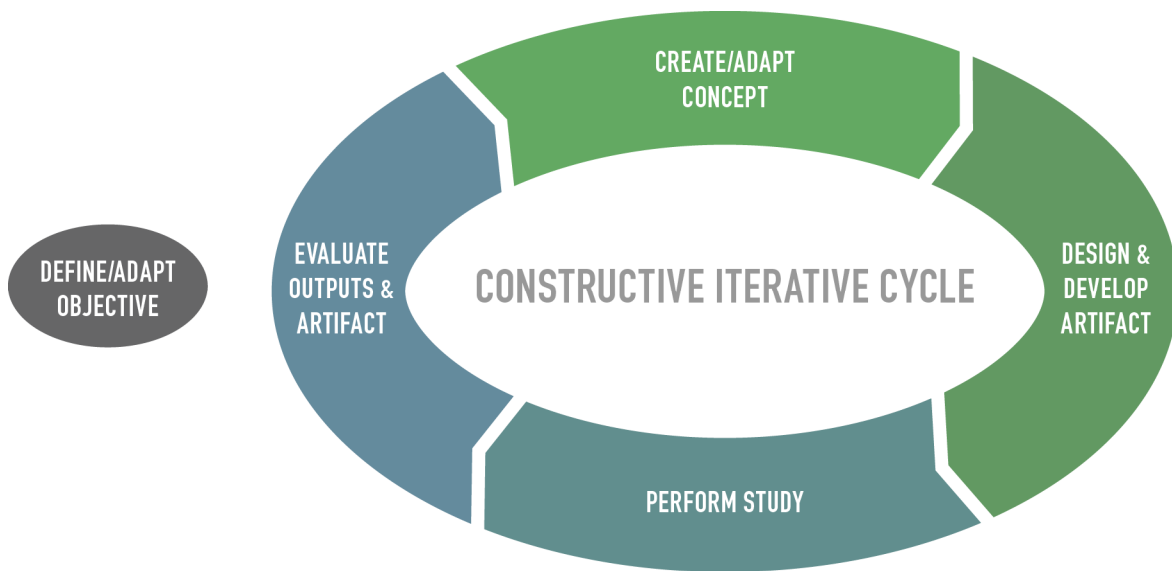 DEFINE/ADAPT
OBJECTIVE
CREATE/ADAPT
CONCEPT
DESIGN &
DEVELOP
ARTIFACT
PERFORM STUDY
EVALUATE
OUTPUTS &
ARTIFACT
CONSTRUCTIVE ITERATIVE CYCLE